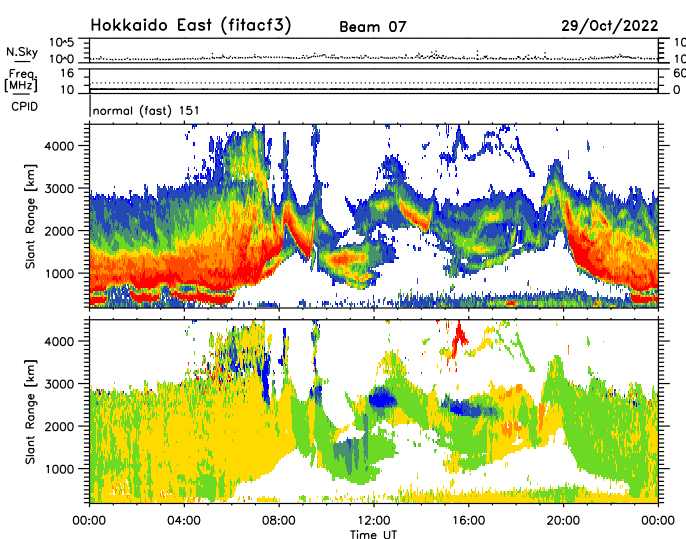 Hokkaido East (fitacf3) Beam 07 29/Oct/2022
N.Sky 10^5 10^0
Freq. [MHz] 16 10 60 0
CPID normal (fast) 151
Slant Range [km] 4000 3000 2000 1000
Slant Range [km] 4000 3000 2000 1000
00:00 04:00 08:00 12:00 16:00 20:00 00:00
Time UT